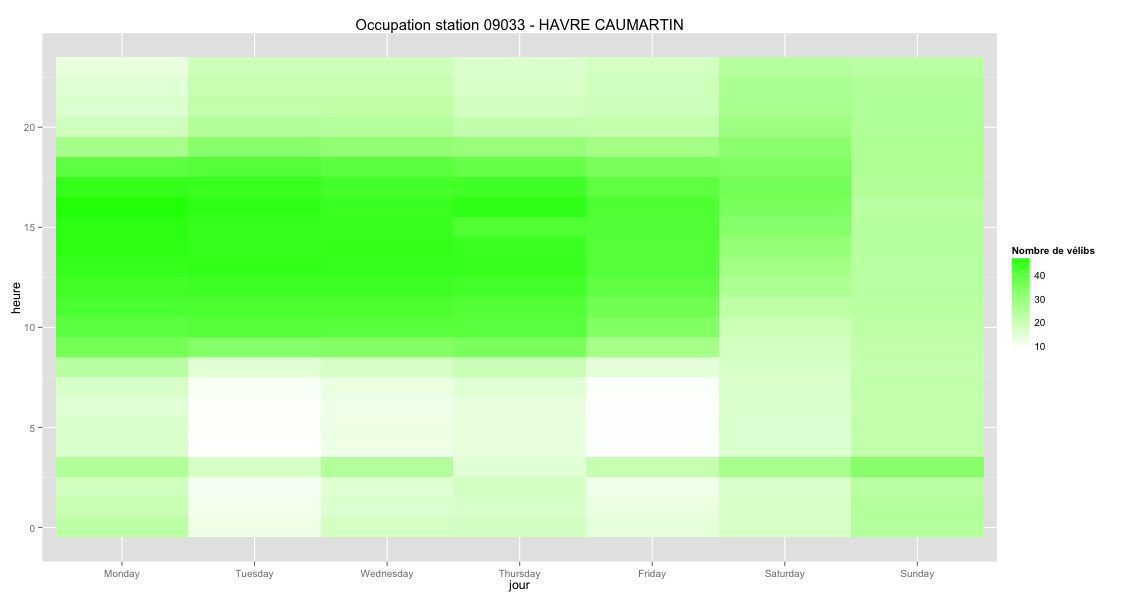 Occupation station 09033 - HAVRE CAUMARTIN
heure
20
15
10
5
0
Monday Tuesday Wednesday Thursday Friday Saturday Sunday
jour
Nombre de vélibs
40
30
20
10